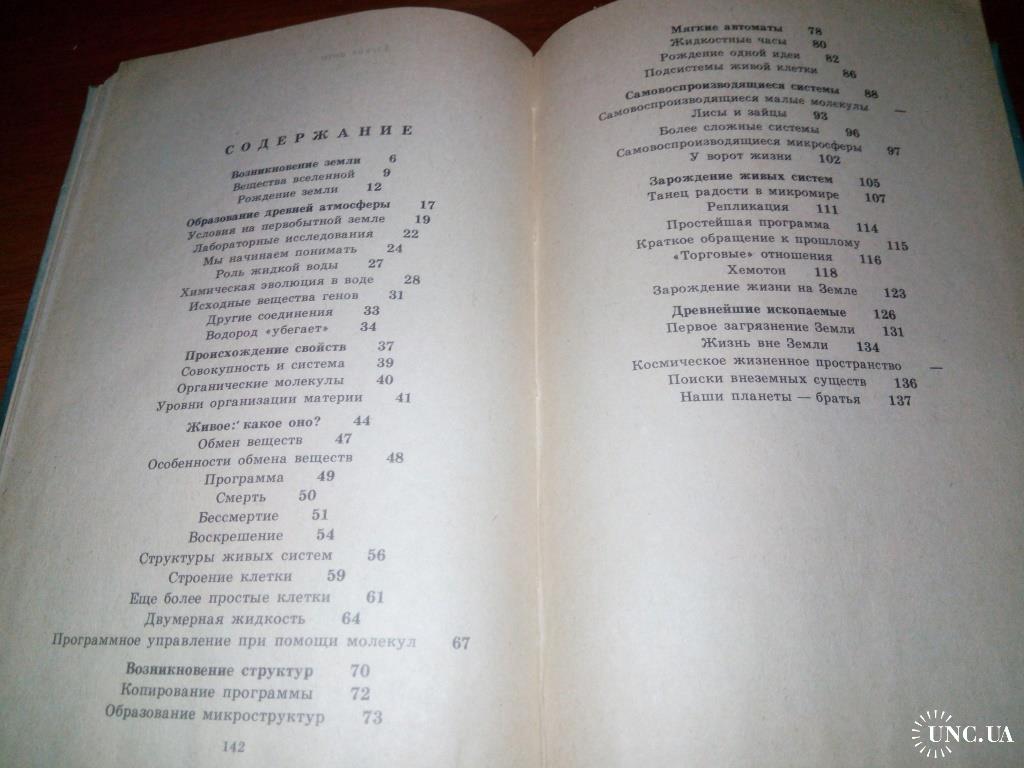 СОДЕРЖАНИЕ
Возникновение земли 6
Вещества вселенной 9
Рождение земли 12
Образование древней атмосферы 17
Условия на первобытной земле 19
Лабораторные исследования 22
Мы начинаем понимать 24
Роль жидкой воды 27
Химическая эволюция в воде 28
Исходные вещества генов 31
Другие соединения 33
Водород «убегает» 34
Происхождение свойств 37
Совокупность и система 39
Органические молекулы 40
Уровни организации материи 41
Живое: какое оно? 44
Обмен веществ 47
Особенности обмена веществ 48
Программа 49
Смерть 50
Бессмертие 51
Воскрешение 54
Структуры живых систем 56
Строение клетки 59
Еще более простые клетки 61
Двумерная жидкость 64
Программное управление при помощи молекул 67
Возникновение структур 70
Копирование программы 72
Образование микроструктур 73
142
Мягкие автоматы 78
Жидкостные часы 80
Рождение одной идеи 82
Подсистемы живой клетки 86
Самовоспроизводящиеся системы 88
Самовоспроизводящиеся малые молекулы —
Лисы и зайцы 93
Более сложные системы 96
Самовоспроизводящиеся микросферы 97
У ворот жизни 102
Зарождение живых систем 105
Танец радости в микромире 107
Репликация 111
Простейшая программа 114
Краткое обращение к прошлому 115
«Торговые» отношения 116
Хемотон 118
Зарождение жизни на Земле 123
Древнейшие ископаемые 126
Первое загрязнение Земли 131
Жизнь вне Земли 134
Космическое жизненное пространство —
Поиски внеземных существ 136
Наши планеты — братья 137
UNC.UA